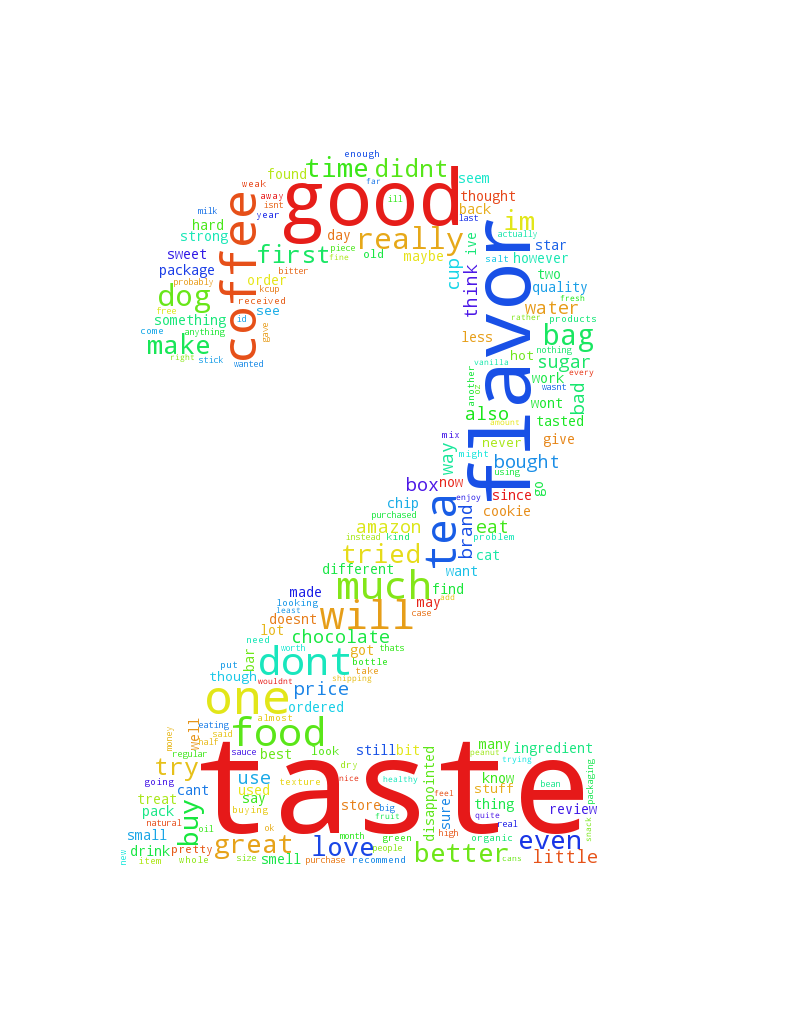 enough
time didnt
found
far
good
seem
weak
away
ill
thought
isnt
back
milk
year
last
im
hard
coffee
day
really
ive
actually
strong
star
sweet
first
piece
old
maybe
fine
salt
however
package
bitter
cup
think
two
probably
order
quality
dog
kcup
fresh
free
received
water
something
id
see
rather
products
come
anything
gave
less
bag
make
flavor
hot
nothing
right
stick
wanted
vanilla
sugar
every
another
oz
work
wasnt
bad
wont
also
amount
tasted
mix
never
give
way
might
bought
using
box
now
go
enjoy
since
chip
tea
brand
cookie
purchased
amazon
eat
instead kind
problem
tried
cat
different
want
much
find
made
add
looking
may
least
will
case
doesnt
lot
need
chocolate
bar
dont
worth
got
thats
put
bottle
though
take
wouldnt
shipping
one
price
ordered
almost
eating
well
said
food
money
half
many
regular
sauce
best
look
still bit
ingredient
peanut
try
dry
trying
going
use
texture
nice
healthy
know
bean
packaging
cant
used
taste
feel
stuff
treat
say
store
big
disappointed
sure
thing
review
pack
buy
buying
fruit
quite
natural
oil
ok
real
snack
small
month
green
high
organic
even
drink
pretty
great
love
people
better
new
item
whole
size
smell
purchase
recommend
cans
little